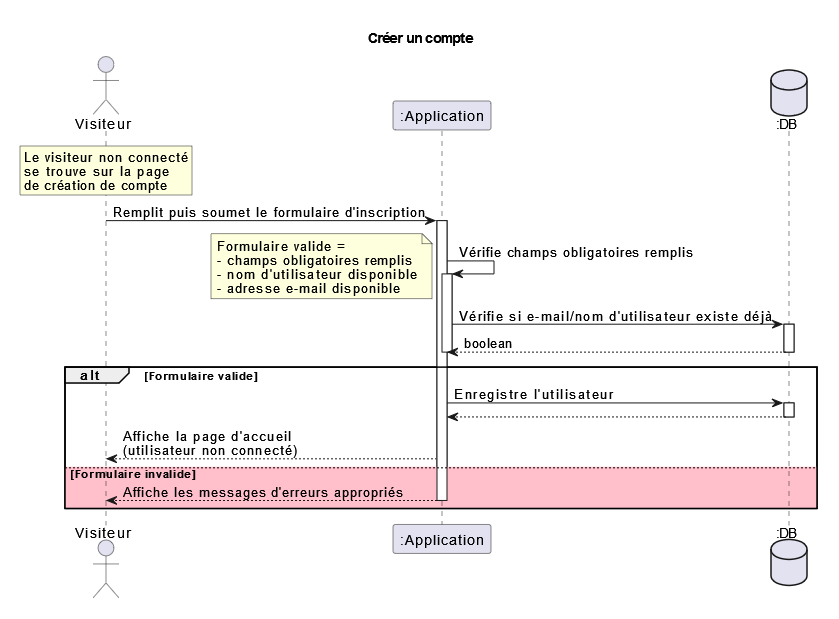 Créer un compte
Visiteur
:Application
:DB
Le visiteur non connecté
se trouve sur la page
de création de compte
Remplit puis soumet le formulaire d'inscription
Formulaire valide =
- champs obligatoires remplis
- nom d'utilisateur disponible
- adresse e-mail disponible
Vérifie champs obligatoires remplis
Vérifie si e-mail/nom d'utilisateur existe déjà
boolean
alt
[Formulaire valide]
Enregistre l'utilisateur
Affiche la page d'accueil
(utilisateur non connecté)
[Formulaire invalide]
Affiche les messages d'erreurs appropriés
Visiteur
:Application
:DB